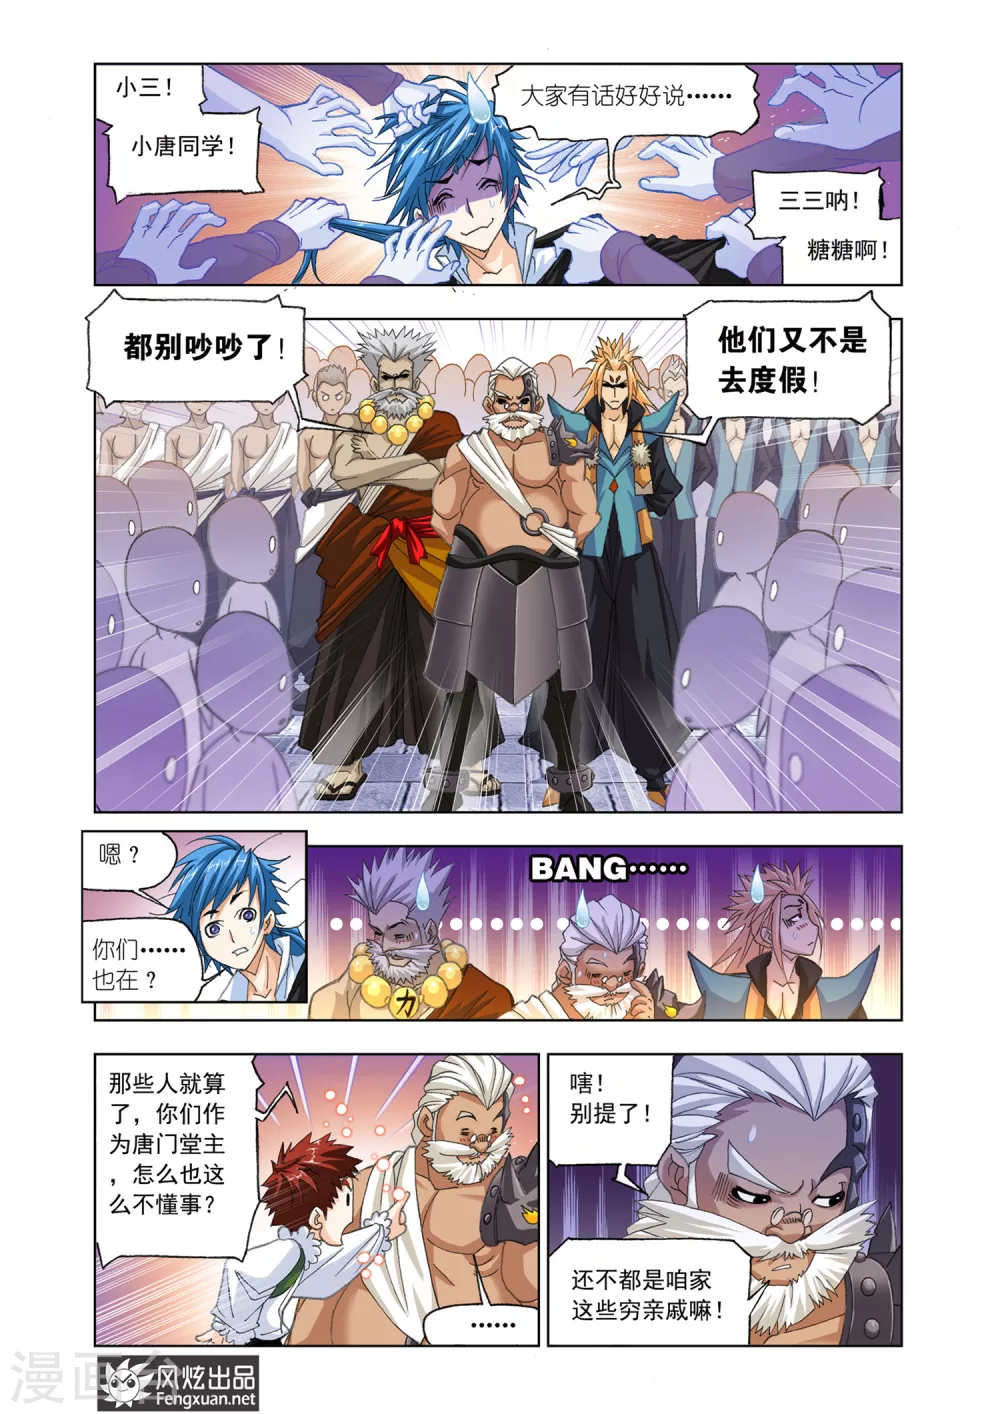 小三！
小唐同学！
大家有话好好说……
三三呐！
糖糖啊！
都别吵吵了！
他们又不是
去度假！
嗯？
你们……
也在？
BANG……
力
那些人就算
了，你们作
为唐门堂主
，怎么也这
么不懂事？
……
嗐！
别提了！
还不都是咱家
这些穷亲戚嘛！
漫画台
风炫出品
Fengxuan.net